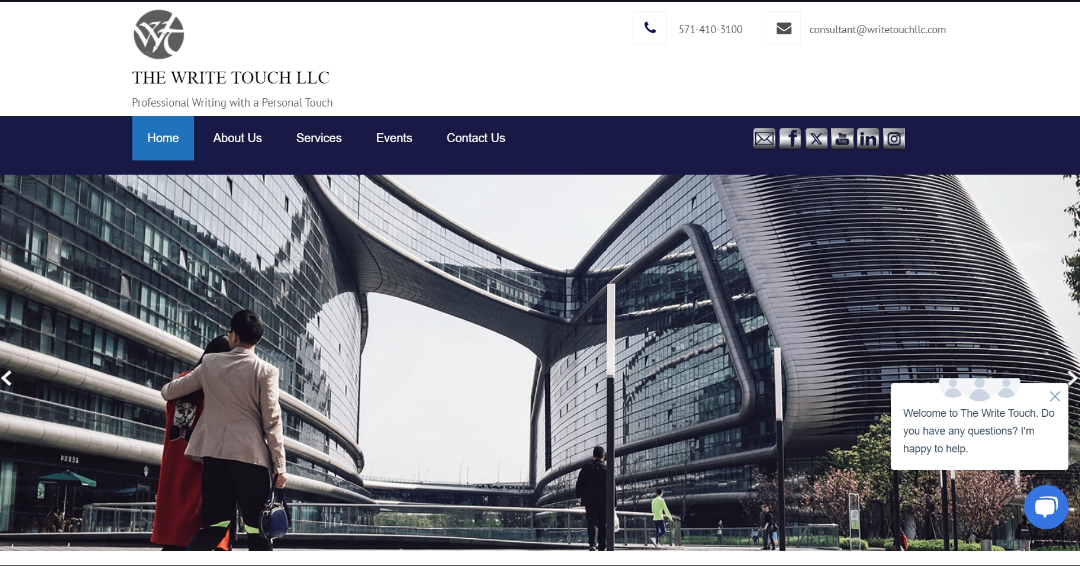 571-410-3100
consultant@writetouchllc.com
THE WRITE TOUCH LLC
Professional Writing with a Personal Touch
Home
About Us
Services
Events
Contact Us
Welcome to The Write Touch. Do
you have any questions? I'm
happy to help.